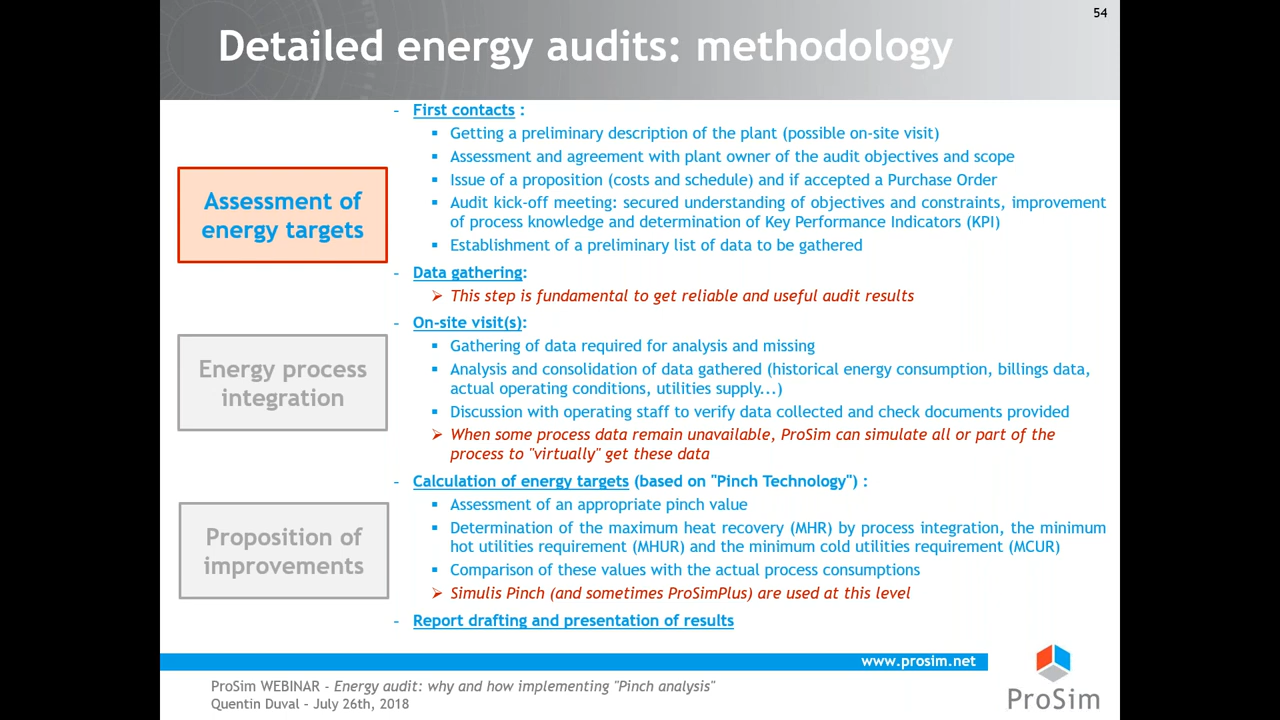 54
Detailed energy audits: methodology
- First contacts :
▪ Getting a preliminary description of the plant (possible on-site visit)
▪ Assessment and agreement with plant owner of the audit objectives and scope
▪ Issue of a proposition (costs and schedule) and if accepted a Purchase Order
▪ Audit kick-off meeting: secured understanding of objectives and constraints, improvement
of process knowledge and determination of Key Performance Indicators (KPI)
▪ Establishment of a preliminary list of data to be gathered
Assessment of
energy targets
- Data gathering:
➢ This step is fundamental to get reliable and useful audit results
- On-site visit(s):
▪ Gathering of data required for analysis and missing
▪ Analysis and consolidation of data gathered (historical energy consumption, billings data,
actual operating conditions, utilities supply...)
▪ Discussion with operating staff to verify data collected and check documents provided
➢ When some process data remain unavailable, ProSim can simulate all or part of the
process to "virtually" get these data
Energy process
integration
- Calculation of energy targets (based on "Pinch Technology") :
▪ Assessment of an appropriate pinch value
▪ Determination of the maximum heat recovery (MHR) by process integration, the minimum
hot utilities requirement (MHUR) and the minimum cold utilities requirement (MCUR)
▪ Comparison of these values with the actual process consumptions
➢ Simulis Pinch (and sometimes ProSimPlus) are used at this level
Proposition of
improvements
- Report drafting and presentation of results
www.prosim.net
ProSim WEBINAR - Energy audit: why and how implementing "Pinch analysis"
Quentin Duval – July 26th, 2018
ProSim